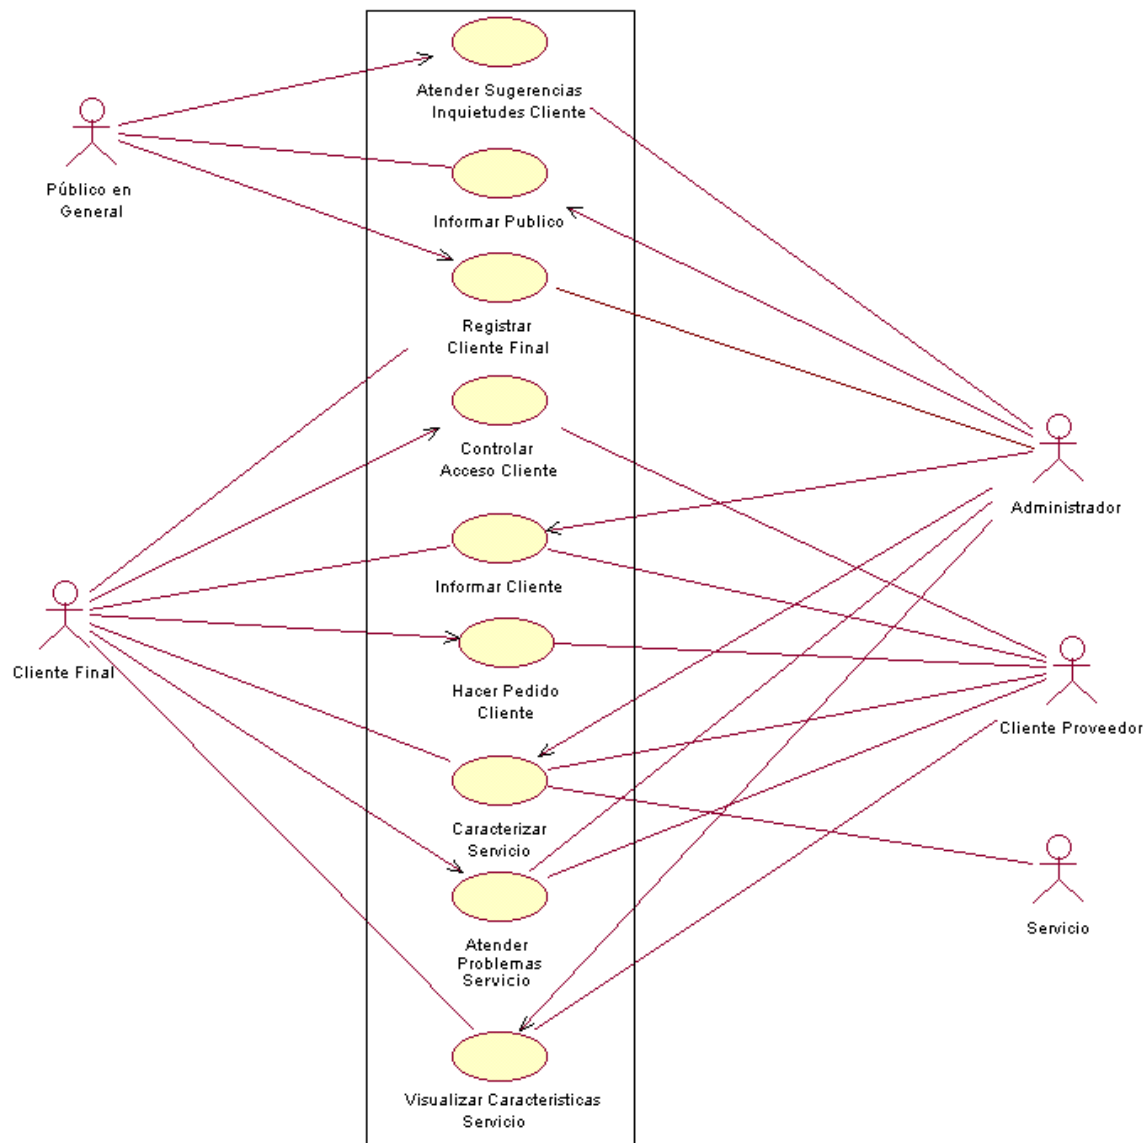 Atender Sugerencias
Inquietudes Cliente
Público en
General
Informar Publico
Registrar
Cliente Final
Controlar
Acceso Cliente
Administrador
Informar Cliente
Cliente Final
Hacer Pedido
Cliente
Cliente Proveedor
Caracterizar
Servicio
Servicio
Atender
Problemas
Servicio
Visualizar Caracteristicas
Servicio